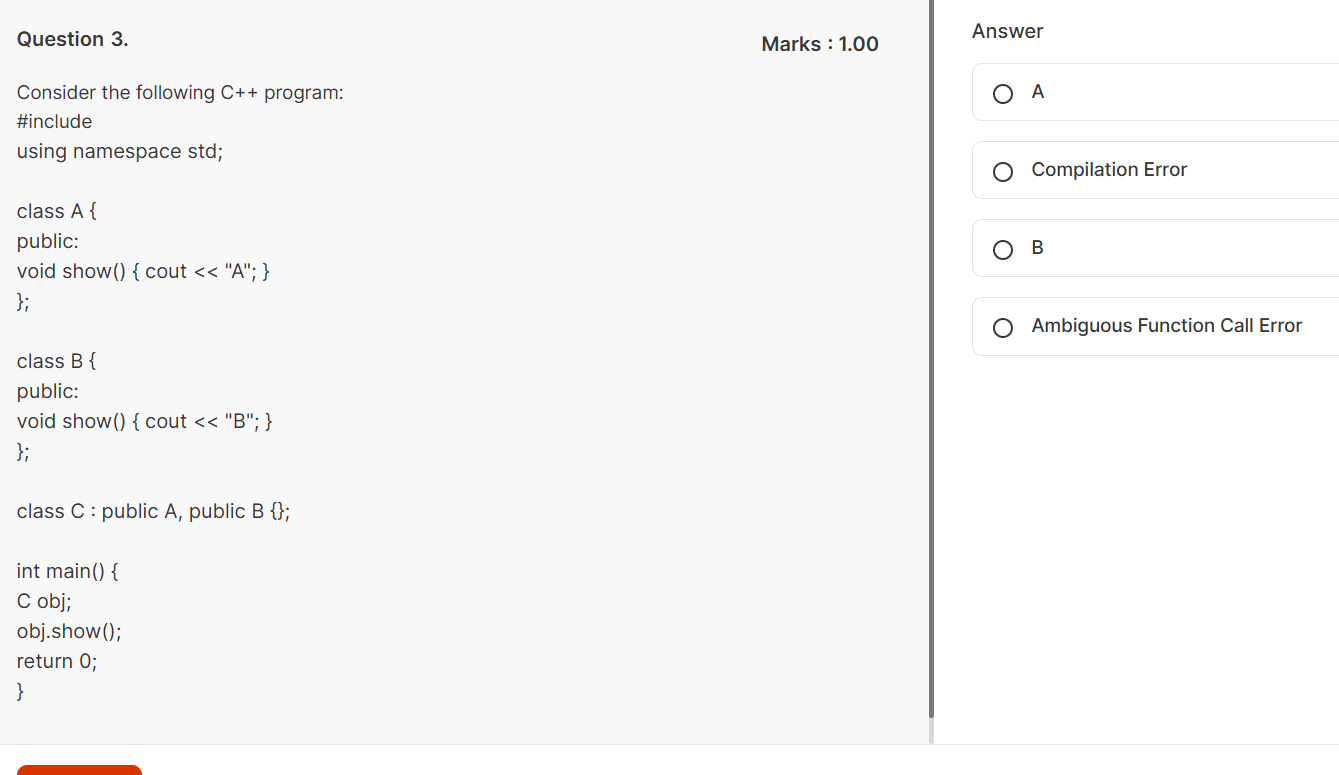 Question 3.
Marks : 1.00
Consider the following C++ program:
#include
using namespace std;
class A {
public:
void show() { cout << "A"; }
};
class B {
public:
void show() { cout << "B"; }
};
class C : public A, public B {};
int main() {
C obj;
obj.show();
return 0;
}
Answer
A
Compilation Error
B
Ambiguous Function Call Error